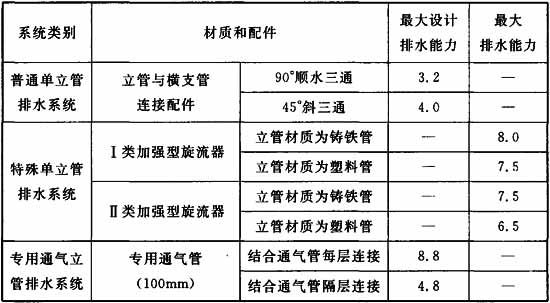 系统类别 材质和配件 最大设计排水能力 最大排水能力
普通单立管排水系统 立管与横支管连接配件 90°顺水三通 3.2 —
45°斜三通 4.0 —
特殊单立管排水系统 Ⅰ类加强型旋流器 立管材质为铸铁管 — 8.0
立管材质为塑料管 — 7.5
Ⅱ类加强型旋流器 立管材质为铸铁管 — 7.5
立管材质为塑料管 — 6.5
专用通气立管排水系统 专用通气管(100mm) 结合通气管每层连接 8.8 —
结合通气管隔层连接 4.8 —